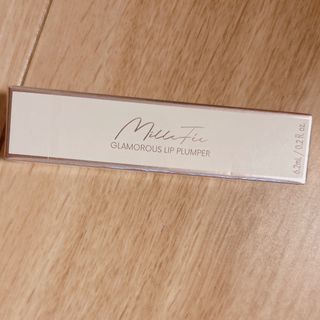 MilleFée
GLAMOROUS LIP PLUMPER
6.2mL / 0.2 fl. oz.